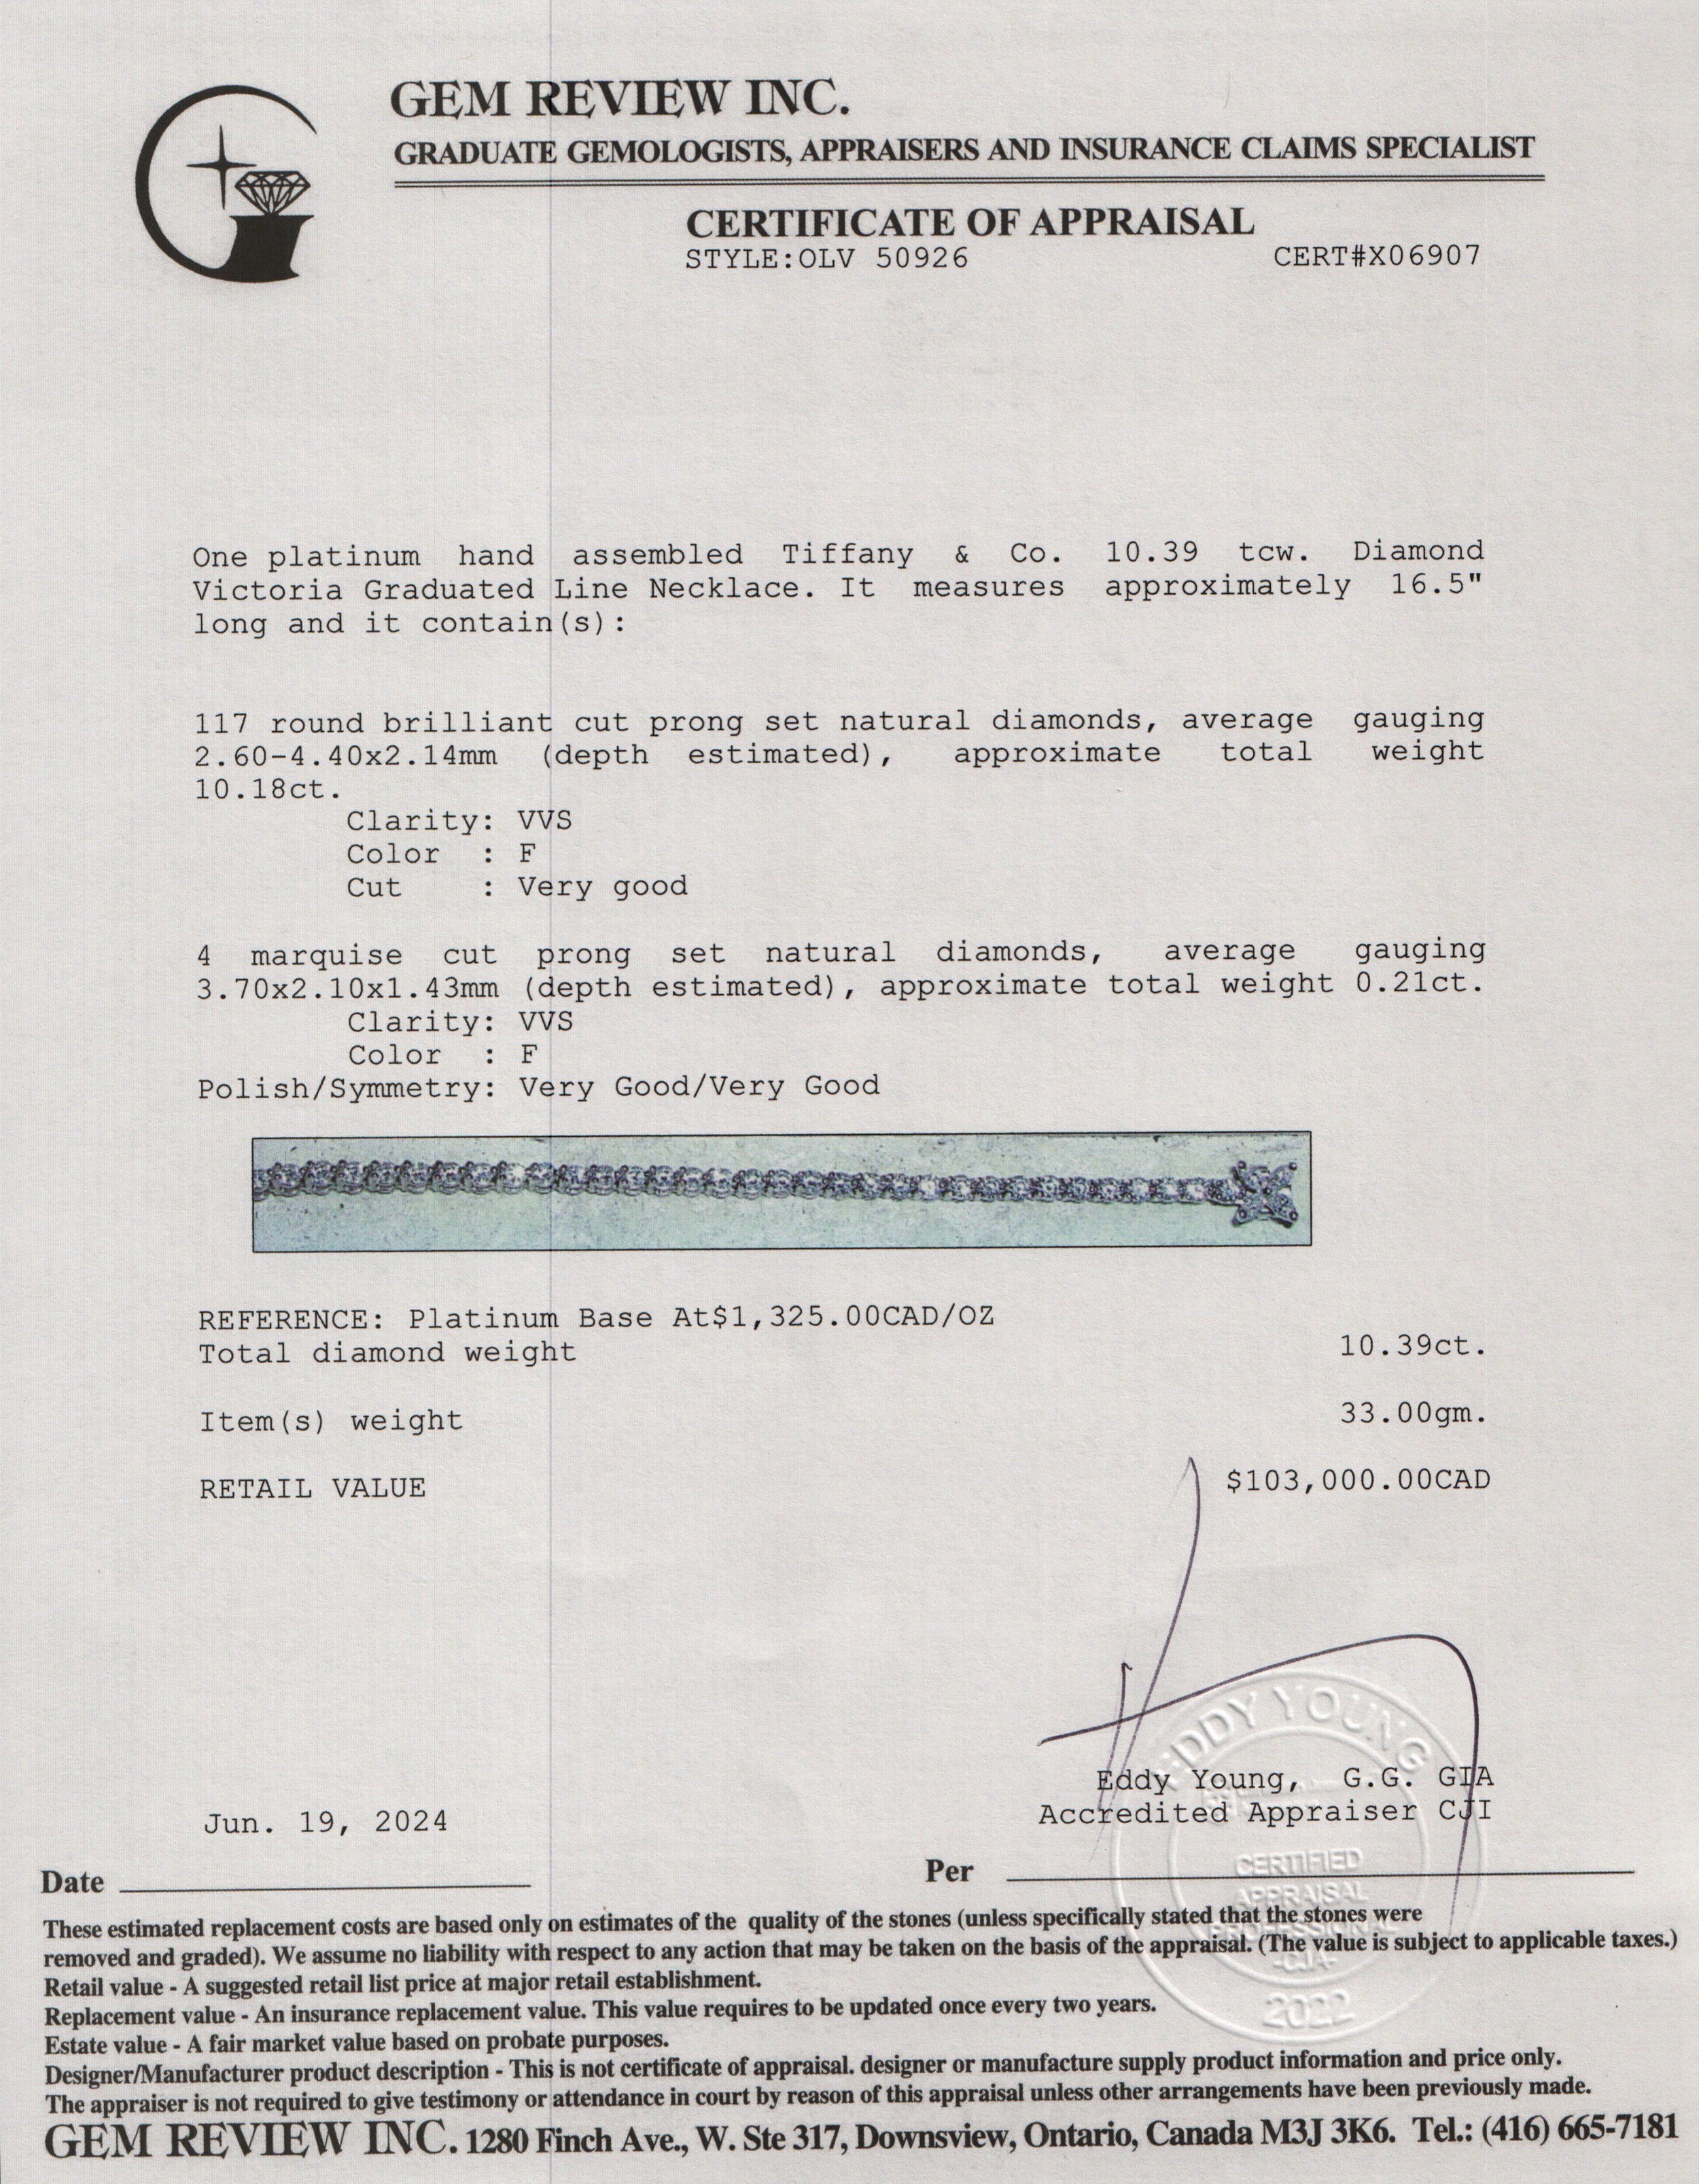 GEM REVIEW INC.
GRADUATE GEMOLOGISTS, APPRAISERS AND INSURANCE CLAIMS SPECIALIST
CERTIFICATE OF APPRAISAL
STYLE:OLV 50926 CERT#X06907
One platinum hand assembled Tiffany & Co. 10.39 tcw. Diamond
Victoria Graduated Line Necklace. It measures approximately 16.5"
long and it contain(s):
117 round brilliant cut prong set natural diamonds, average gauging
2.60-4.40x2.14mm (depth estimated), approximate total weight
10.18ct.
Clarity: VVS
Color : F
Cut : Very good
4 marquise cut prong set natural diamonds, average gauging
3.70x2.10x1.43mm (depth estimated), approximate total weight 0.21ct.
Clarity: VVS
Color : F
Polish/Symmetry: Very Good/Very Good
REFERENCE: Platinum Base At$1,325.00CAD/OZ
Total diamond weight 10.39ct.
Item(s) weight 33.00gm.
RETAIL VALUE $103,000.00CAD
EDDY YOUNG
Eddy Young, G.G. GIA
Accredited Appraiser CJI
Jun. 19, 2024
Date Per
CERTIFIED
APPRAISAL
PROFESSIONAL
-CJA-
2022
These estimated replacement costs are based only on estimates of the quality of the stones (unless specifically stated that the stones were
removed and graded). We assume no liability with respect to any action that may be taken on the basis of the appraisal. (The value is subject to applicable taxes.)
Retail value - A suggested retail list price at major retail establishment.
Replacement value - An insurance replacement value. This value requires to be updated once every two years.
Estate value - A fair market value based on probate purposes.
Designer/Manufacturer product description - This is not certificate of appraisal. designer or manufacture supply product information and price only.
The appraiser is not required to give testimony or attendance in court by reason of this appraisal unless other arrangements have been previously made.
GEM REVIEW INC. 1280 Finch Ave., W. Ste 317, Downsview, Ontario, Canada M3J 3K6. Tel.: (416) 665-7181